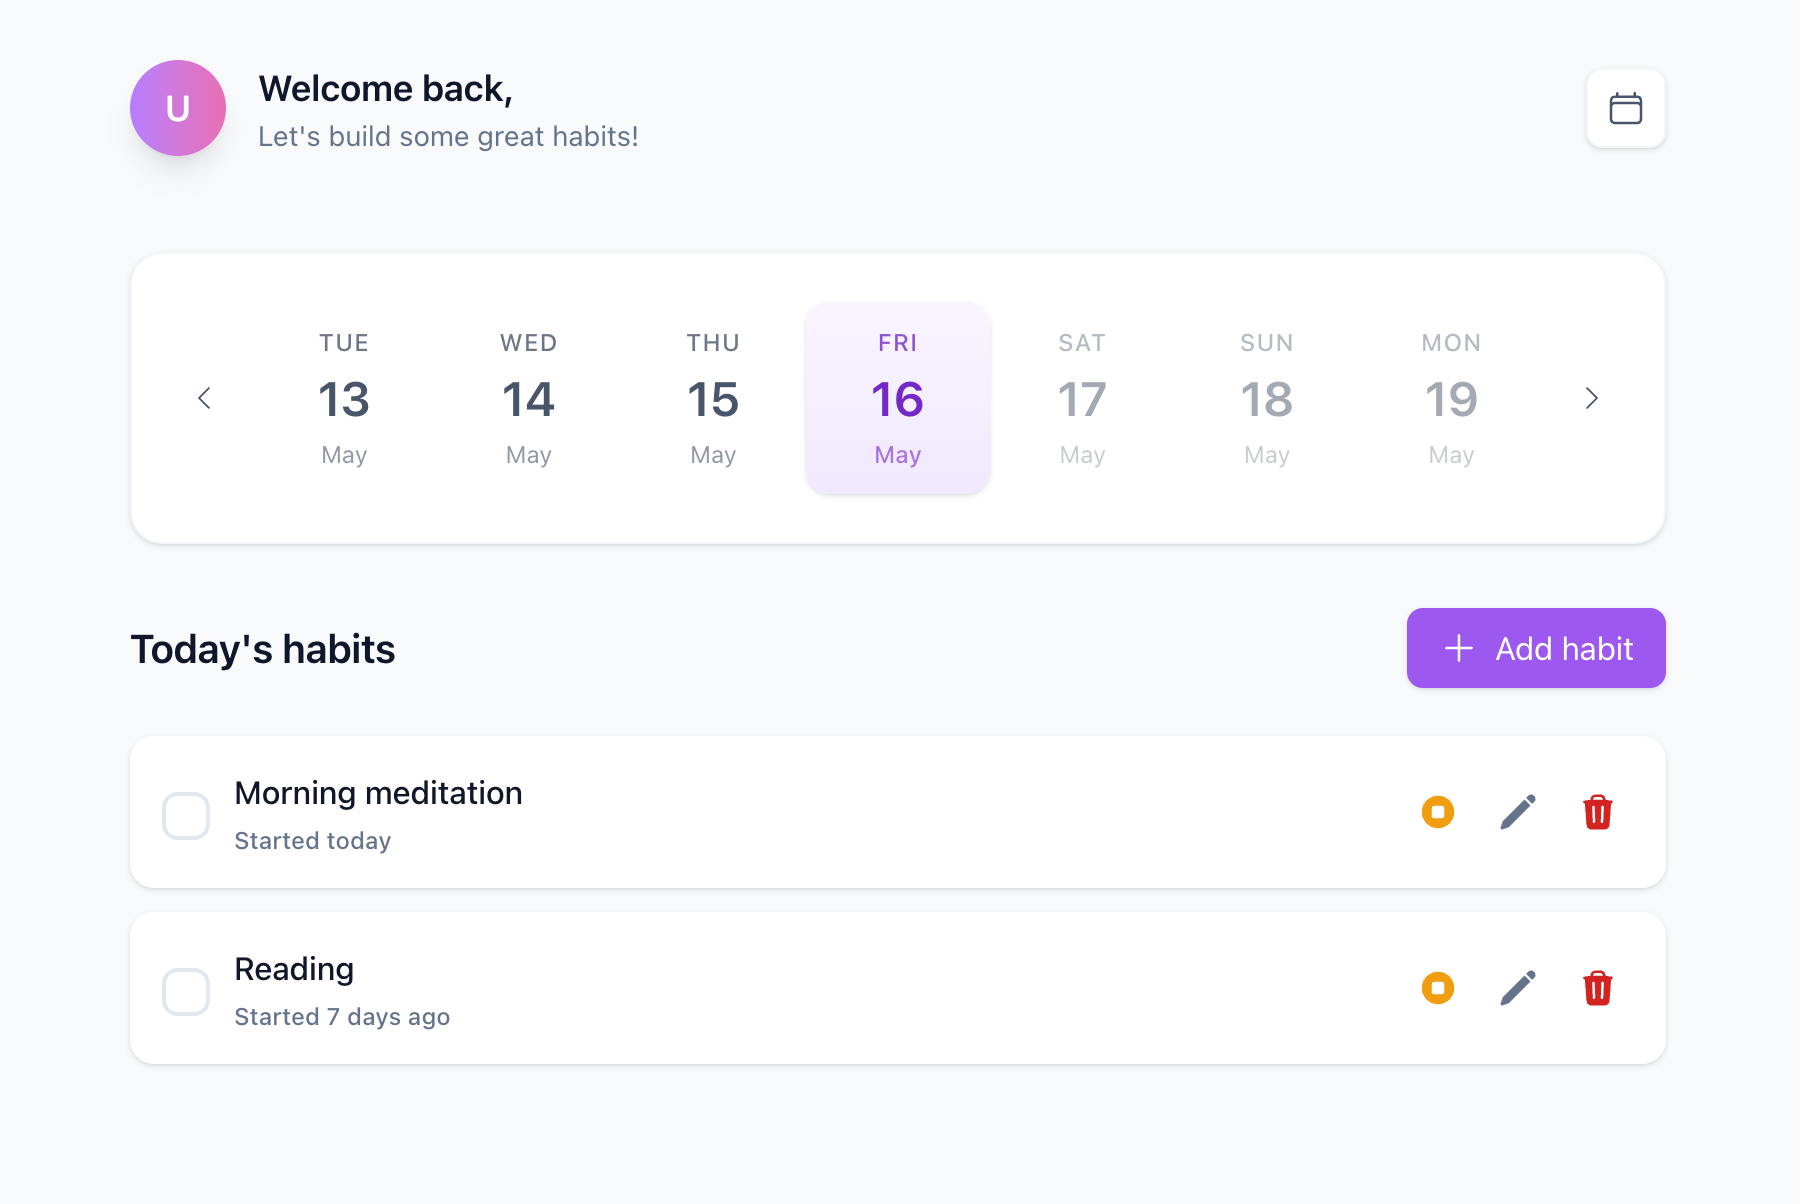 U
Welcome back,
Let's build some great habits!
TUE WED THU FRI SAT SUN MON
13 14 15 16 17 18 19
May May May May May May May
Today's habits
Add habit
Morning meditation
Started today
Reading
Started 7 days ago